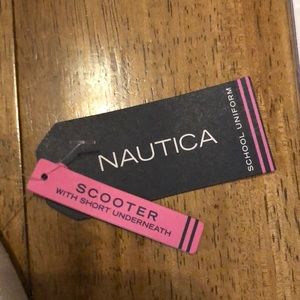 NAUTICA
SCHOOL UNIFORM
SCOOTER
WITH SHORT UNDERNEATH